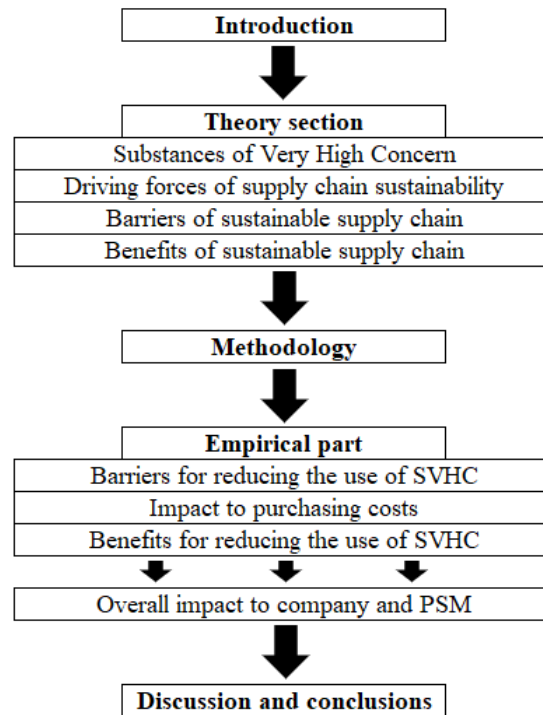 Introduction
Theory section
Substances of Very High Concern
Driving forces of supply chain sustainability
Barriers of sustainable supply chain
Benefits of sustainable supply chain
Methodology
Empirical part
Barriers for reducing the use of SVHC
Impact to purchasing costs
Benefits for reducing the use of SVHC
Overall impact to company and PSM
Discussion and conclusions